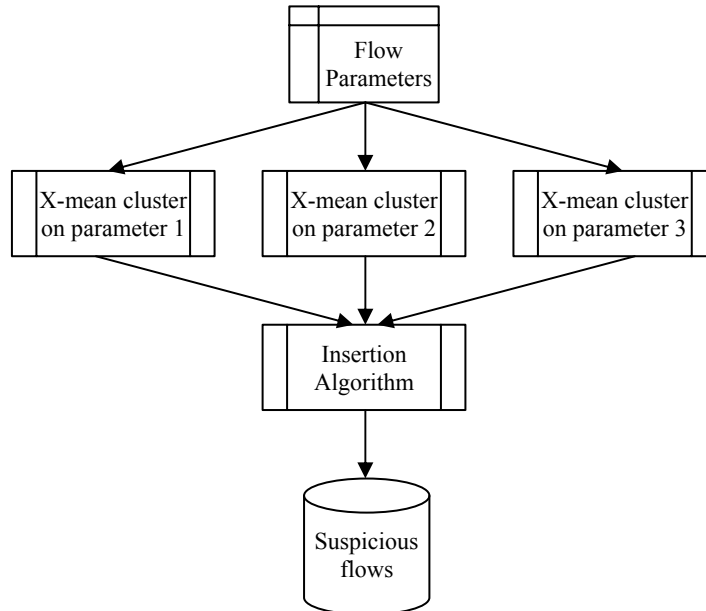 Flow
Parameters
X-mean cluster
on parameter 1
X-mean cluster
on parameter 2
X-mean cluster
on parameter 3
Insertion
Algorithm
Suspicious
flows